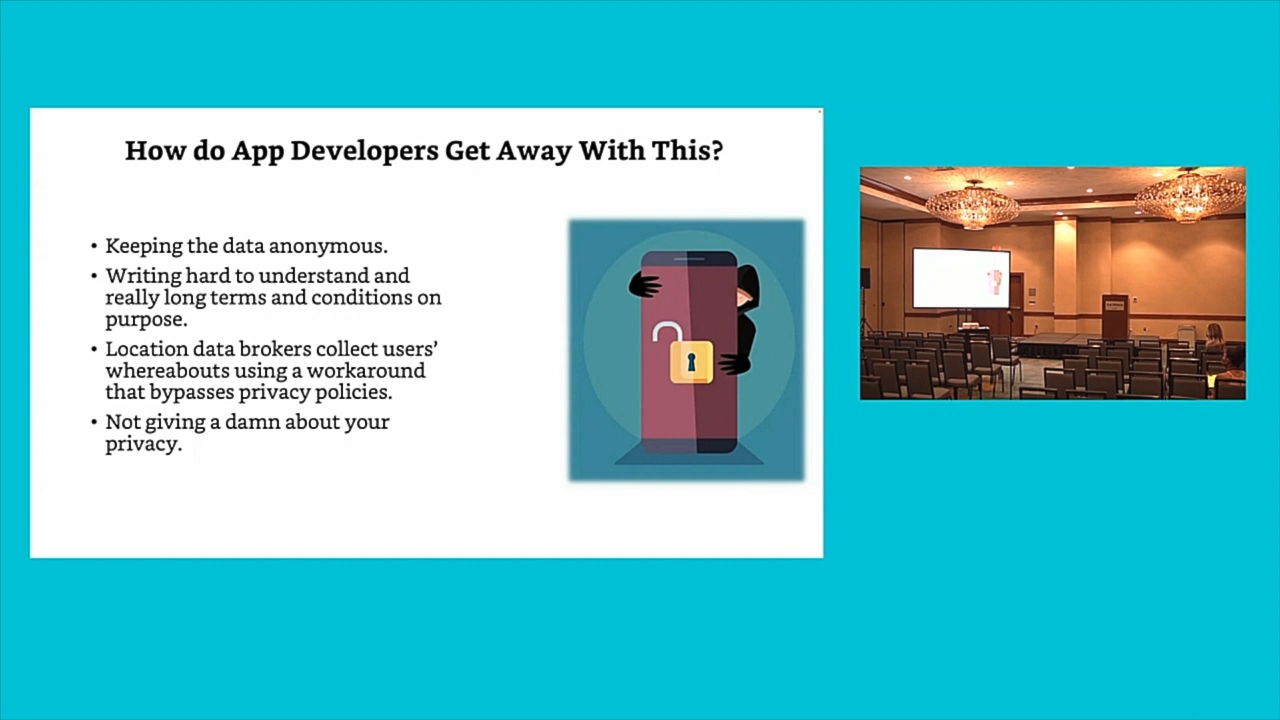 How do App Developers Get Away With This?
• Keeping the data anonymous.
• Writing hard to understand and
really long terms and conditions on
purpose.
• Location data brokers collect users’
whereabouts using a workaround
that bypasses privacy policies.
• Not giving a damn about your
privacy.